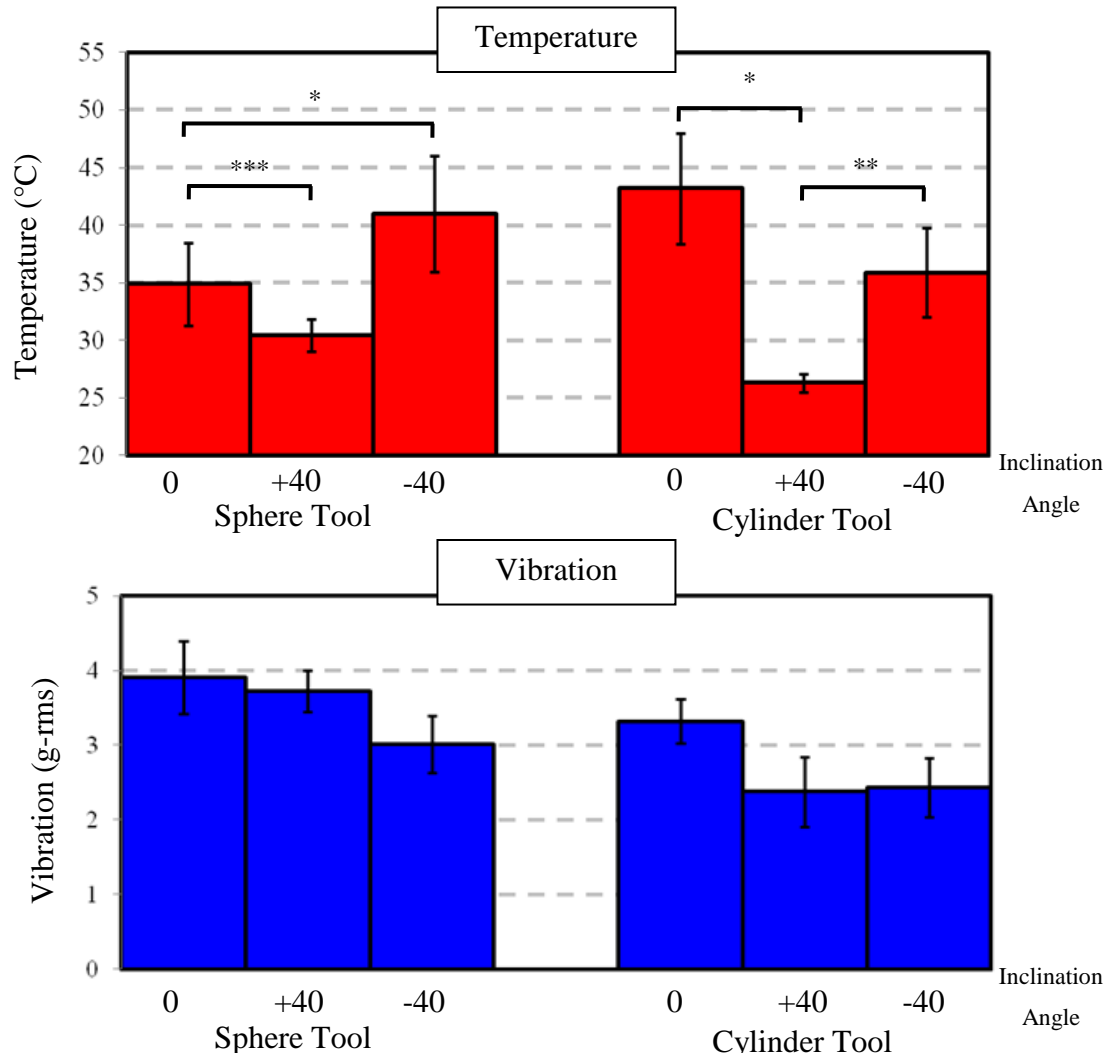 Temperature
55
50
45
40
35
30
25
20
Temperature (°C)
*
***
*
**
0 +40 -40 0 +40 -40
Sphere Tool Cylinder Tool
Inclination
Angle
Vibration
5
4
3
2
1
0
Vibration (g-rms)
0 +40 -40 0 +40 -40
Sphere Tool Cylinder Tool
Inclination
Angle